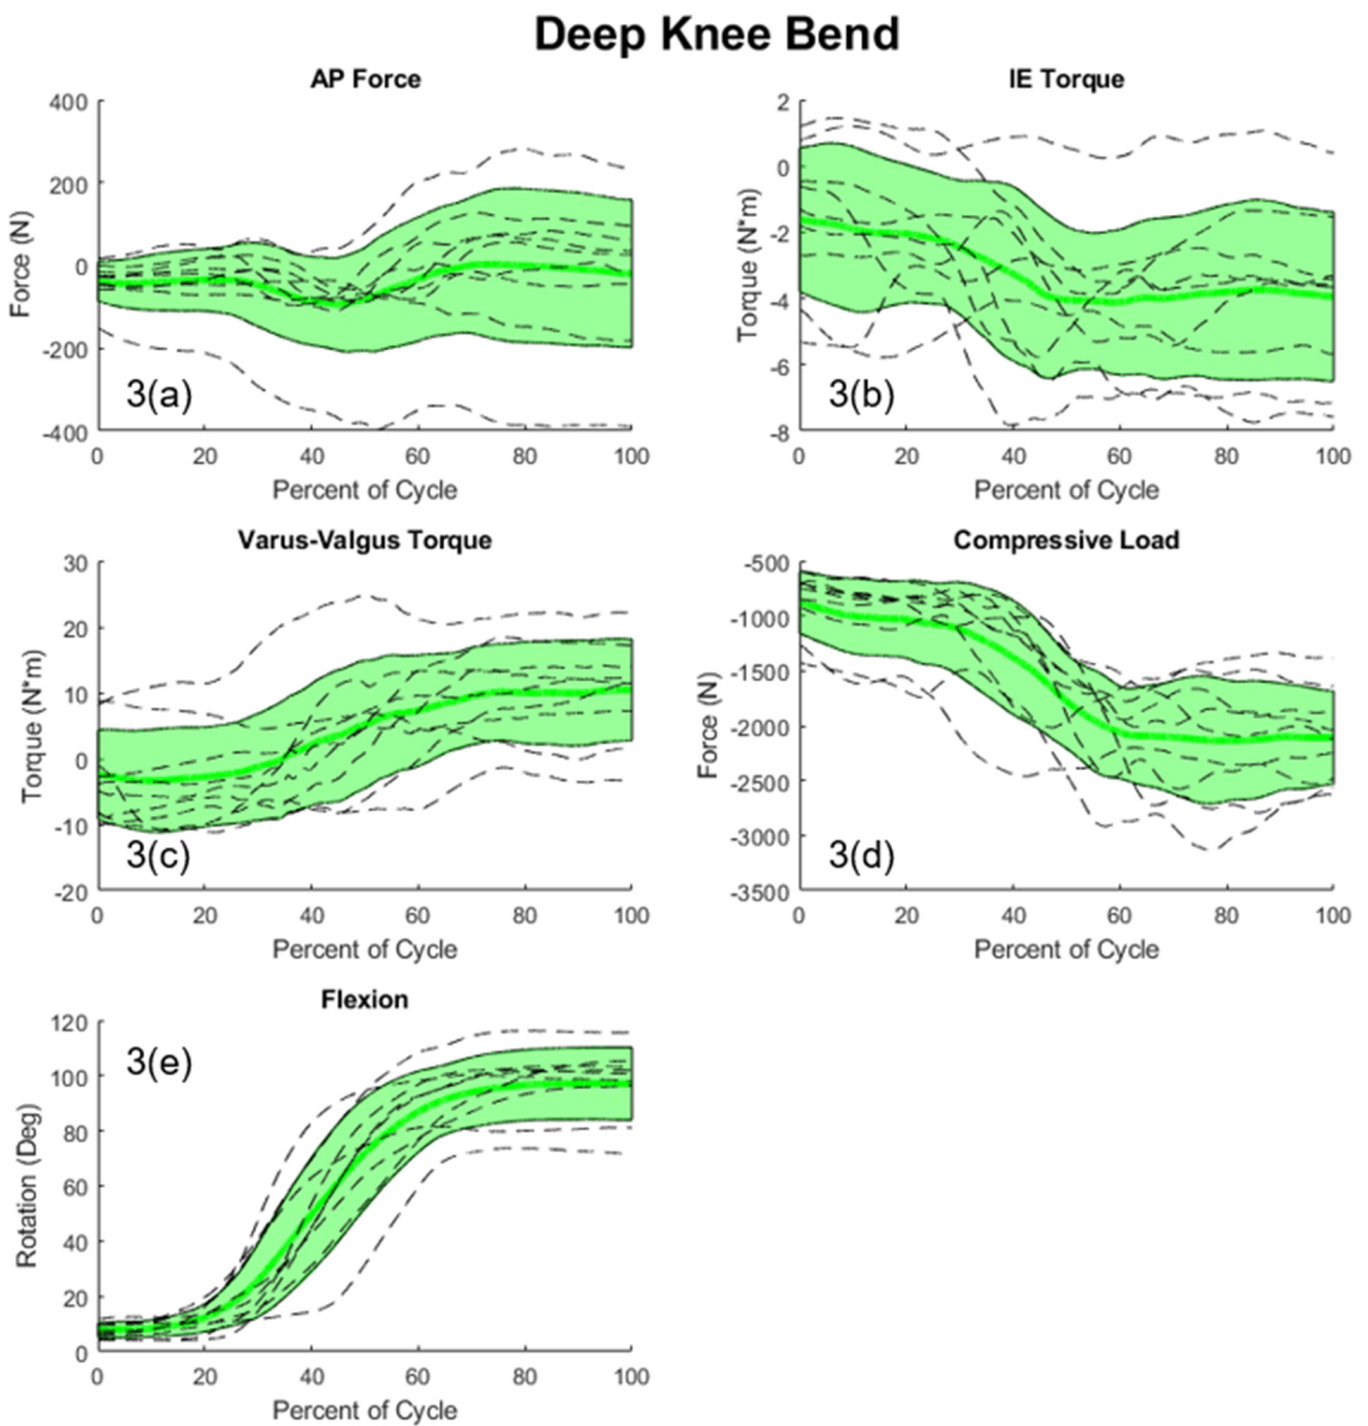 Deep Knee Bend
AP Force
400
200
0
-200
-400
Force (N)
3(a)
0 20 40 60 80 100
Percent of Cycle
IE Torque
2
0
-2
-4
-6
-8
Torque (N*m)
3(b)
0 20 40 60 80 100
Percent of Cycle
Varus-Valgus Torque
30
20
10
0
-10
-20
Torque (N*m)
3(c)
0 20 40 60 80 100
Percent of Cycle
Compressive Load
-500
-1000
-1500
-2000
-2500
-3000
-3500
Force (N)
3(d)
0 20 40 60 80 100
Percent of Cycle
Flexion
120
100
80
60
40
20
0
Rotation (Deg)
3(e)
0 20 40 60 80 100
Percent of Cycle